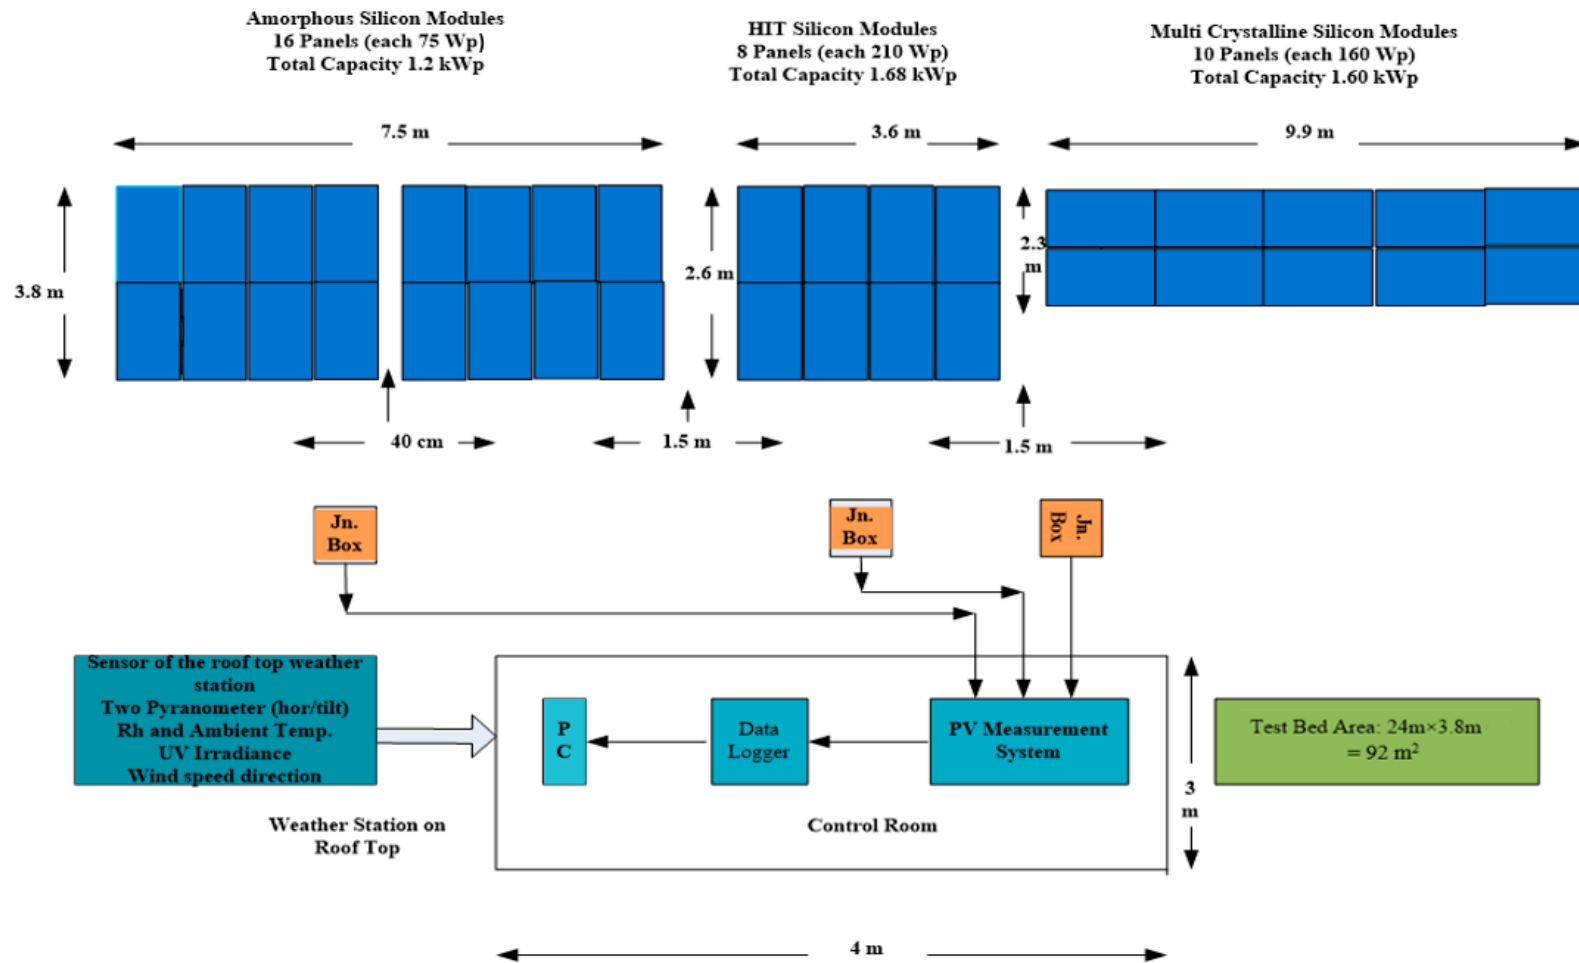 Amorphous Silicon Modules
16 Panels (each 75 Wp)
Total Capacity 1.2 kWp
HIT Silicon Modules
8 Panels (each 210 Wp)
Total Capacity 1.68 kWp
Multi Crystalline Silicon Modules
10 Panels (each 160 Wp)
Total Capacity 1.60 kWp
7.5 m
3.6 m
9.9 m
3.8 m
2.6 m
2.3
m
40 cm
1.5 m
1.5 m
Jn.
Box
Jn.
Box
Jn.
Box
Sensor of the roof top weather
station
Two Pyranometer (hor/tilt)
Rh and Ambient Temp.
UV Irradiance
Wind speed direction
P
C
Data
Logger
PV Measurement
System
Test Bed Area: 24m×3.8m
= 92 m²
3
m
Weather Station on
Roof Top
Control Room
4 m